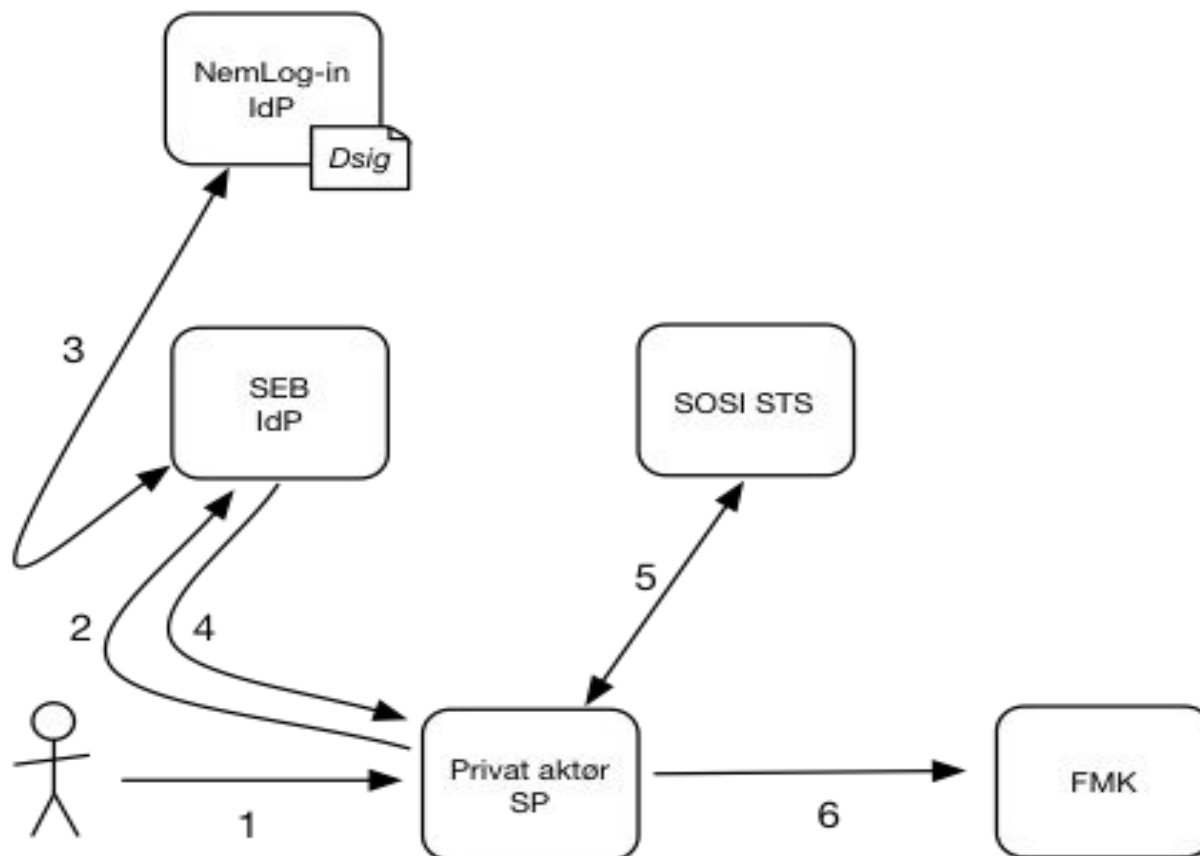 NemLog-in
IdP
Dsig
3
SEB
IdP
SOSI STS
5
2
4
Privat aktør
SP
FMK
1
6